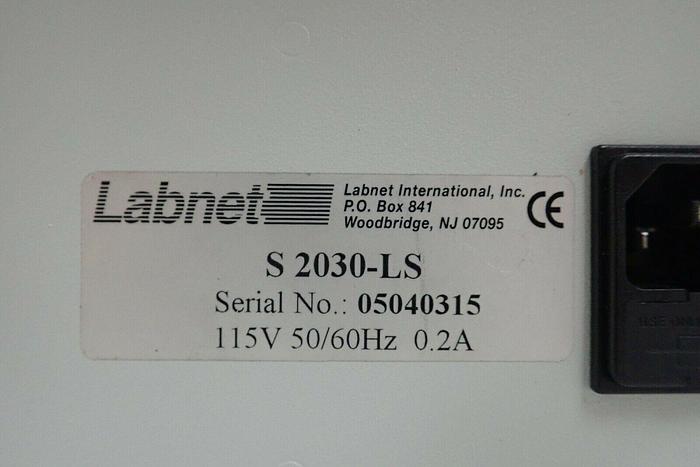 Labnet
Labnet International, Inc.
P.O. Box 841
Woodbridge, NJ 07095
CE
S 2030-LS
Serial No.: 05040315
115V 50/60Hz 0.2A